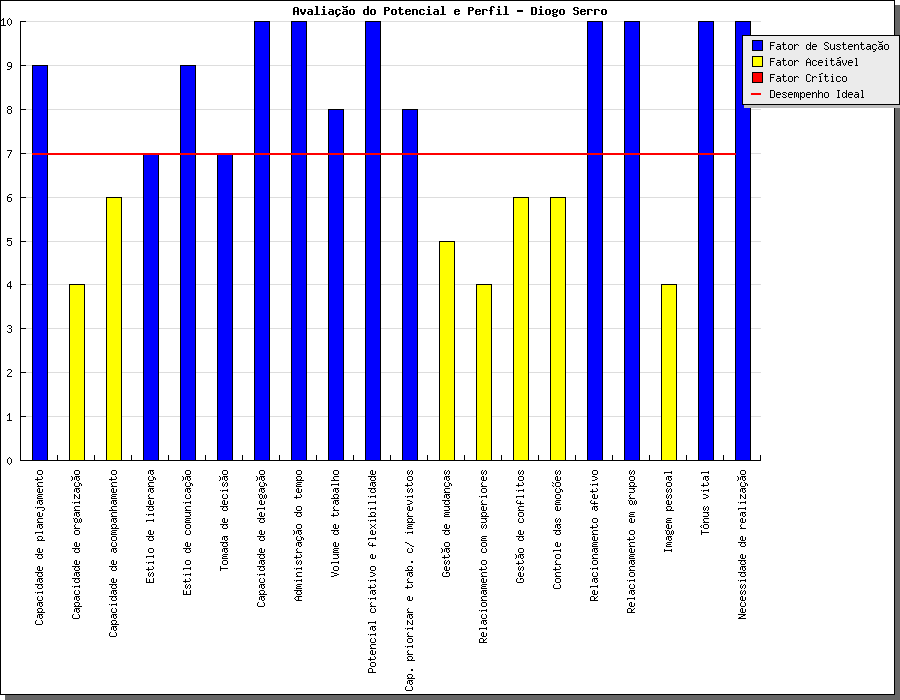 Avaliação do Potencial e Perfil - Diogo Serro
Fator de Sustentação
Fator Aceitável
Fator Crítico
Desempenho Ideal
10
9
8
7
6
5
4
3
2
1
0
Capacidade de planejamento
Capacidade de organização
Capacidade de acompanhamento
Estilo de liderança
Estilo de comunicação
Tomada de decisão
Capacidade de delegação
Administração do tempo
Volume de trabalho
Potencial criativo e flexibilidade
Cap. priorizar e trab. c/ imprevistos
Gestão de mudanças
Relacionamento com superiores
Gestão de conflitos
Controle das emoções
Relacionamento afetivo
Relacionamento em grupos
Imagem pessoal
Tônus vital
Necessidade de realização